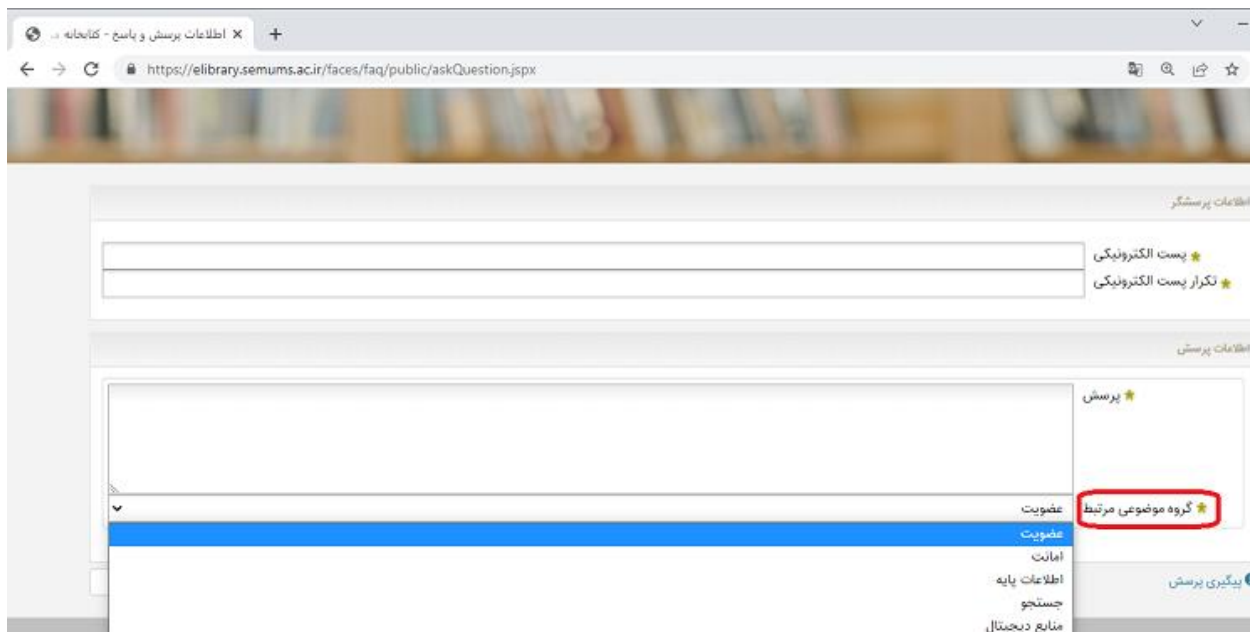 اطلاعات پرسش و پاسخ - کتابخانه د..
https://elibrary.semums.ac.ir/faces/faq/public/askQuestion.jspx
اطلاعات پرسشگر
پست الکترونیکی
تکرار پست الکترونیکی
اطلاعات پرسش
پرسش
گروه موضوعی مرتبط عضویت
عضویت
امانت
اطلاعات پایه
جستجو
پیگیری پرسش
منابع دیجیتال